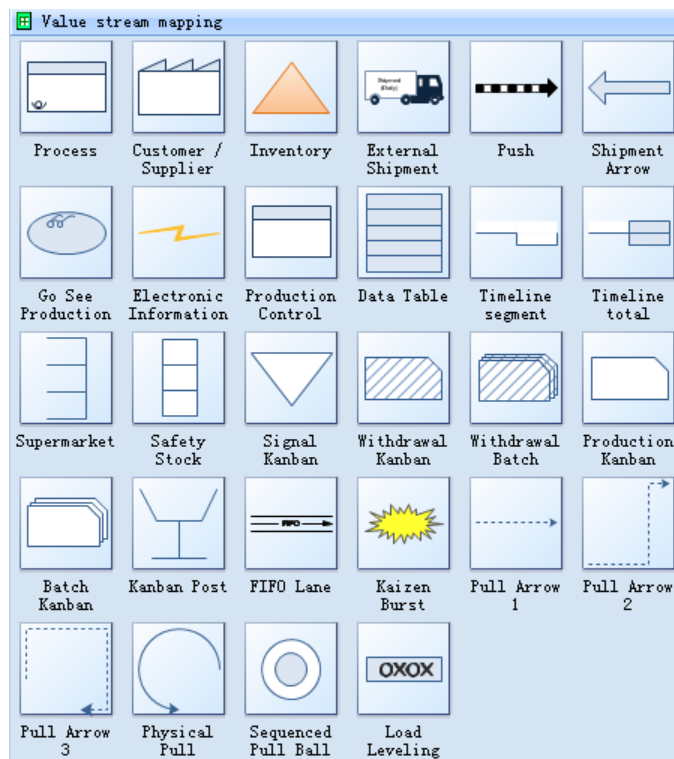 Value stream mapping
Shipment
(Daily)
Process
Customer /
Supplier
Inventory
External
Shipment
Push
Shipment
Arrow
Go See
Production
Electronic
Information
Production
Control
Data Table
Timeline
segment
Timeline
total
Supermarket
Safety
Stock
Signal
Kanban
Withdrawal
Kanban
Withdrawal
Batch
Production
Kanban
FIFO
Batch
Kanban
Kanban Post
FIFO Lane
Kaizen
Burst
Pull Arrow
1
Pull Arrow
2
OXOX
Pull Arrow
3
Physical
Pull
Sequenced
Pull Ball
Load
Leveling